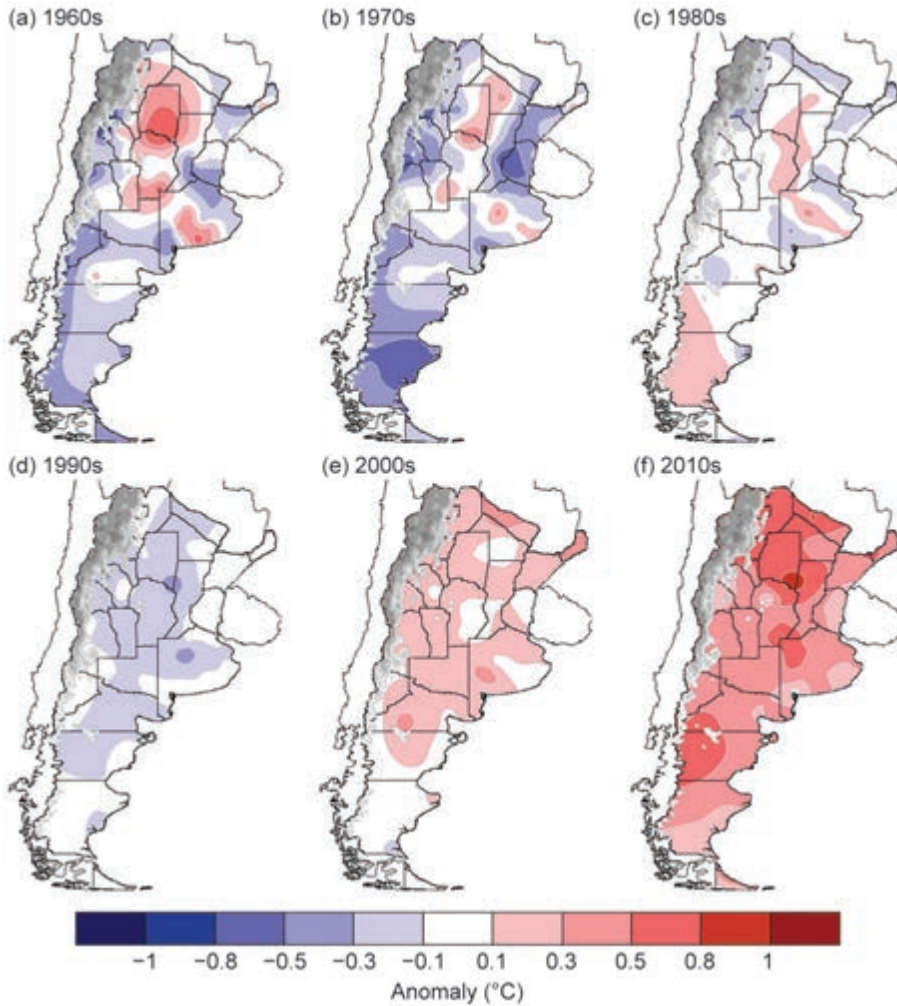 (a) 1960s
(b) 1970s
(c) 1980s
(d) 1990s
(e) 2000s
(f) 2010s
−1 −0.8 −0.5 −0.3 −0.1 0.1 0.3 0.5 0.8 1
Anomaly (°C)